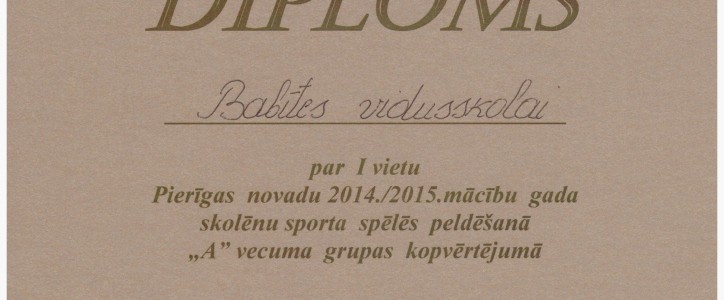 DIPLOMS
Babītes vidusskolai
par I vietu
Pierīgas novadu 2014./2015.mācību gada
skolēnu sporta spēlēs peldēšanā
„A” vecuma grupas kopvērtējumā